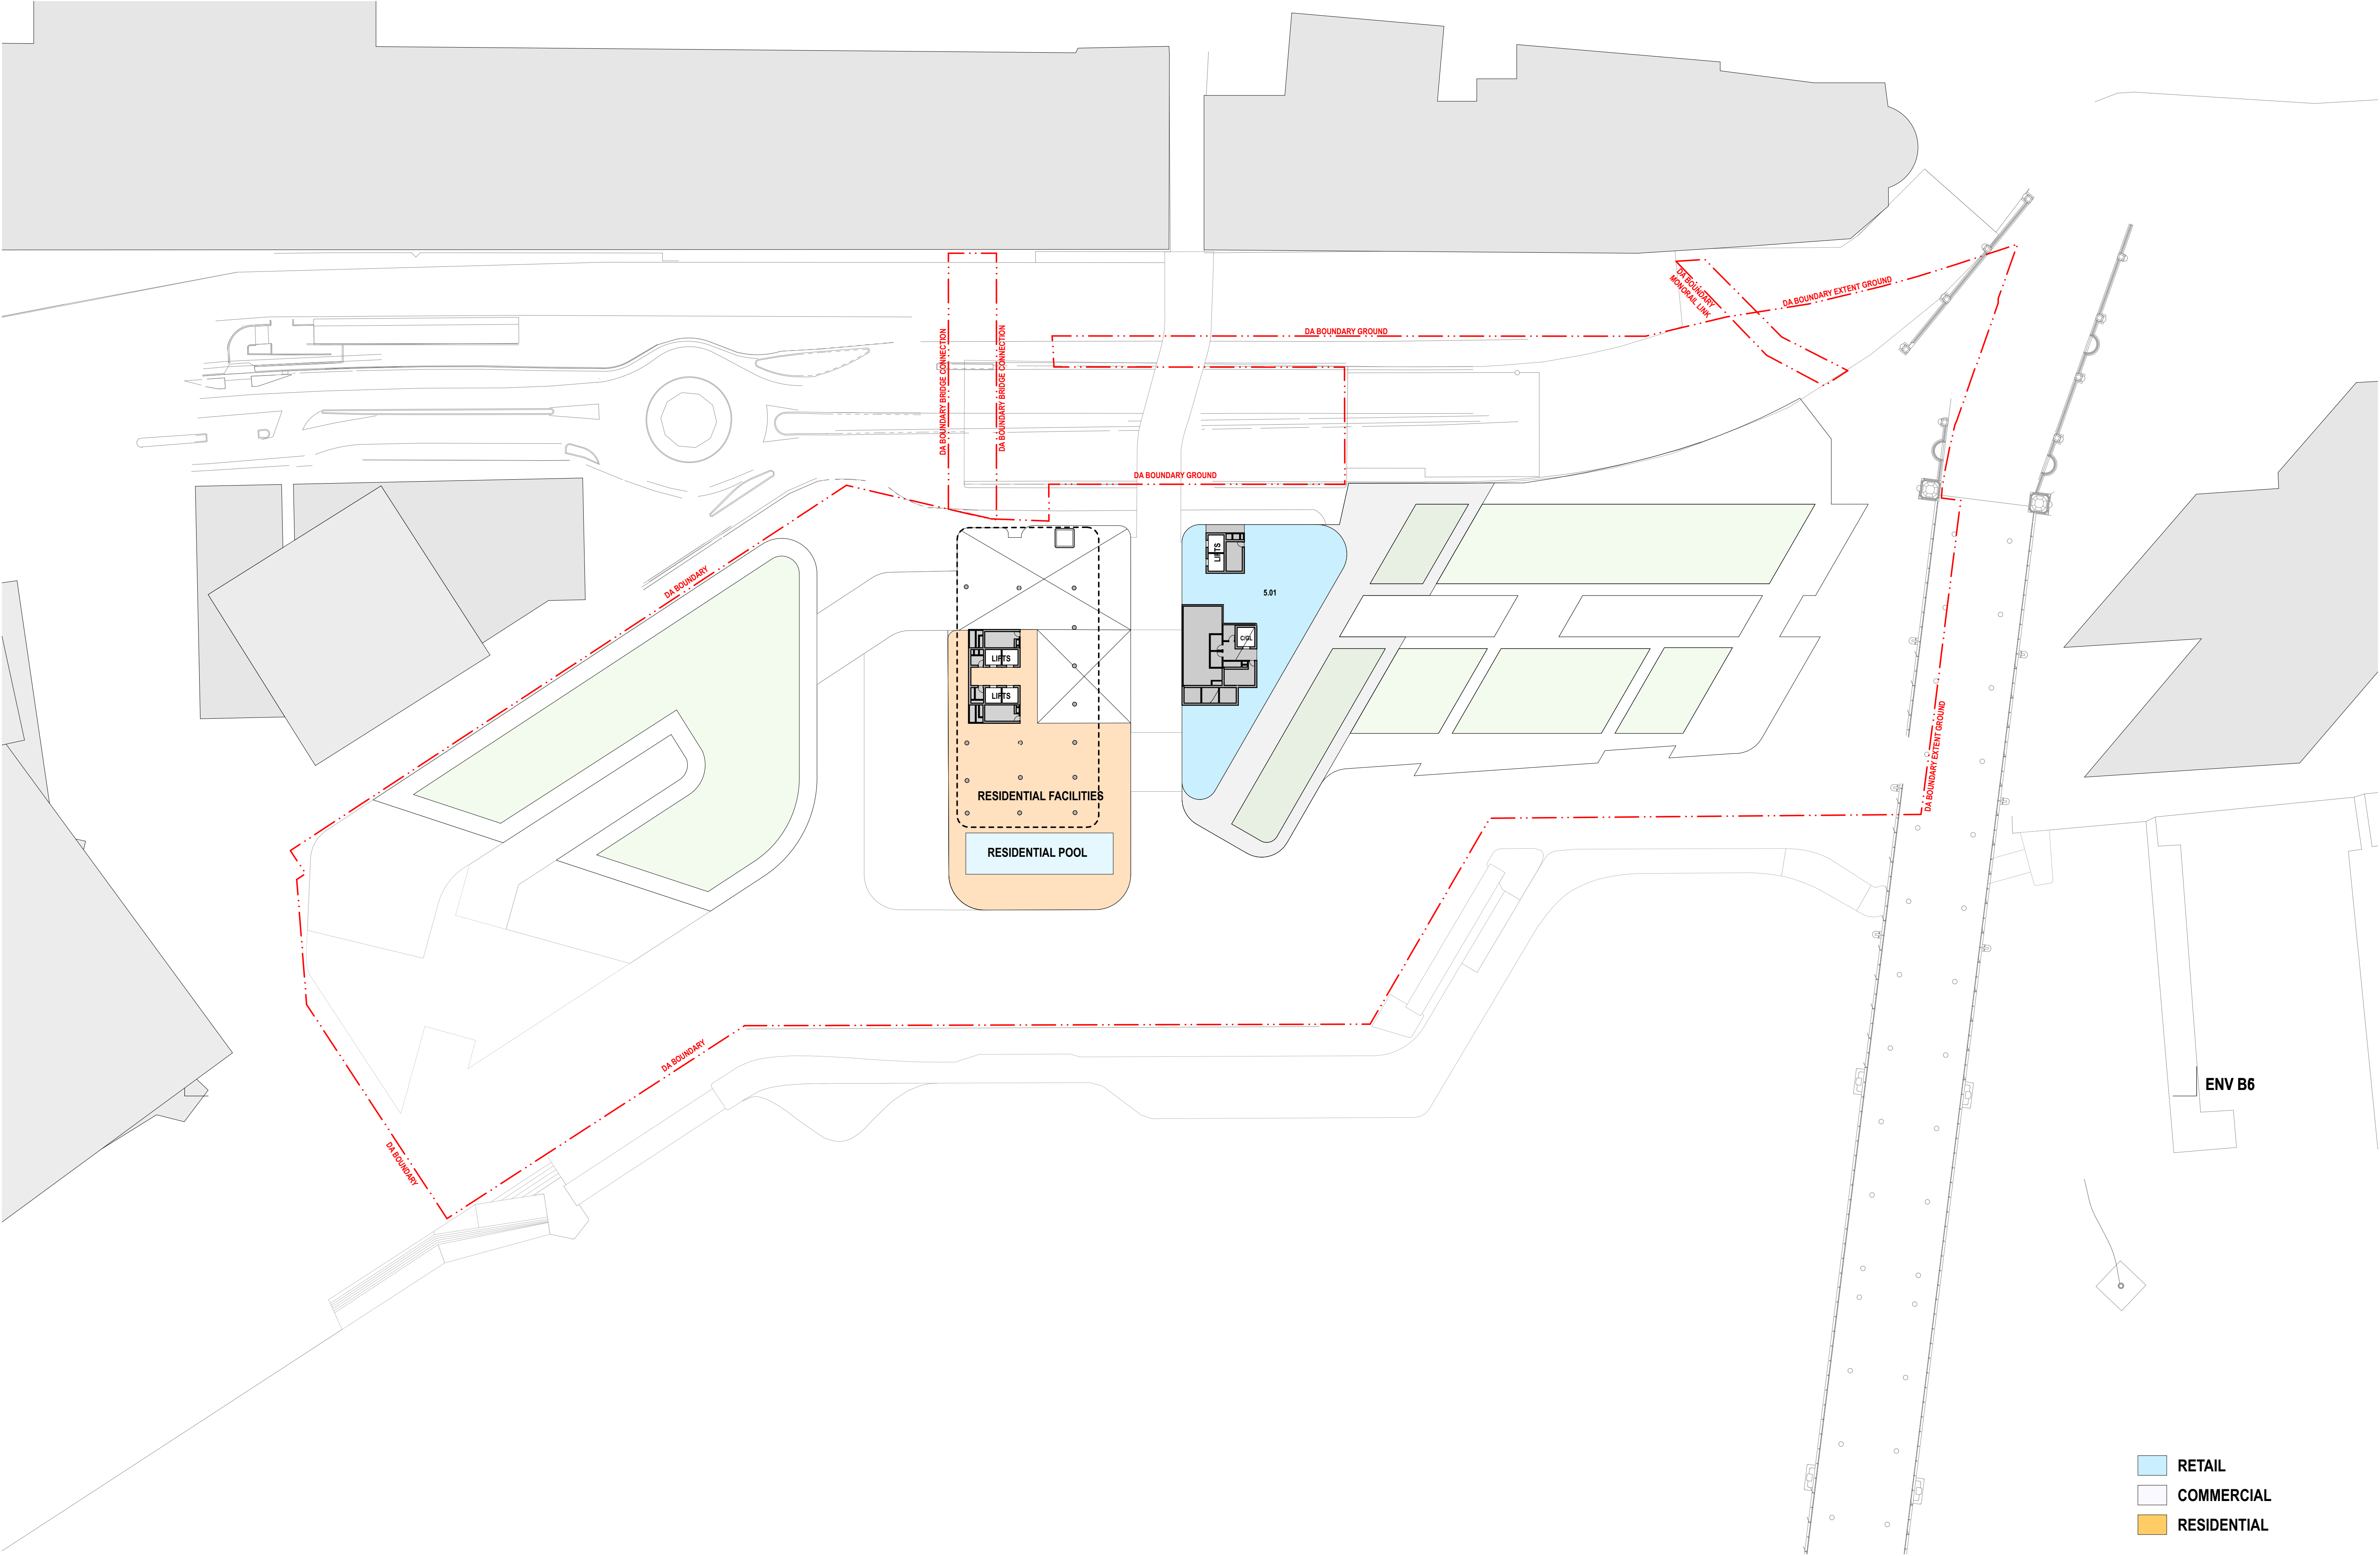 DA BOUNDARY
MONORAIL LINK
DA BOUNDARY EXTENT GROUND
DA BOUNDARY GROUND
DA BOUNDARY BRIDGE CONNECTION
DA BOUNDARY BRIDGE CONNECTION
DA BOUNDARY GROUND
LIFTS
DA BOUNDARY
5.01
C/GL
LIFTS
LIFTS
DA BOUNDARY EXTENT GROUND
RESIDENTIAL FACILITIES
RESIDENTIAL POOL
DA BOUNDARY
ENV B6
DA BOUNDARY
RETAIL
COMMERCIAL
RESIDENTIAL